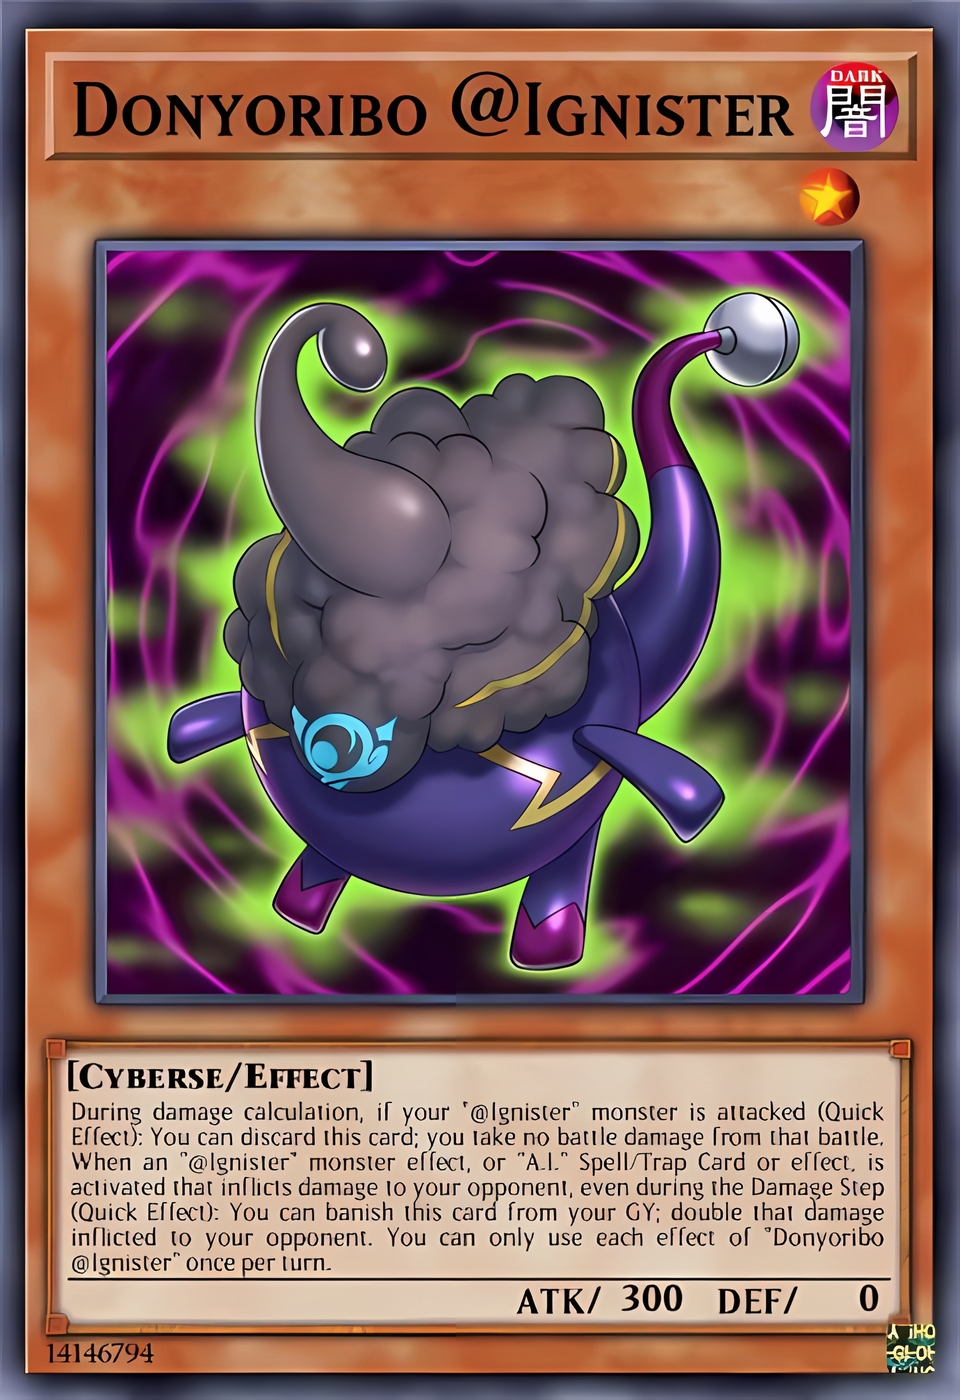 DONYORIBO @IGNISTER
DARK
闇
[CYBERSE/EFFECT]
During damage calculation, if your "@Ignister" monster is attacked (Quick
Effect): You can discard this card; you take no battle damage from that battle.
When an "@Ignister" monster effect, or "A.I." Spell/Trap Card or effect, is
activated that inflicts damage to your opponent, even during the Damage Step
(Quick Effect): You can banish this card from your GY; double that damage
inflicted to your opponent. You can only use each effect of "Donyoribo
@Ignister" once per turn.
ATK/ 300 DEF/ 0
14146794